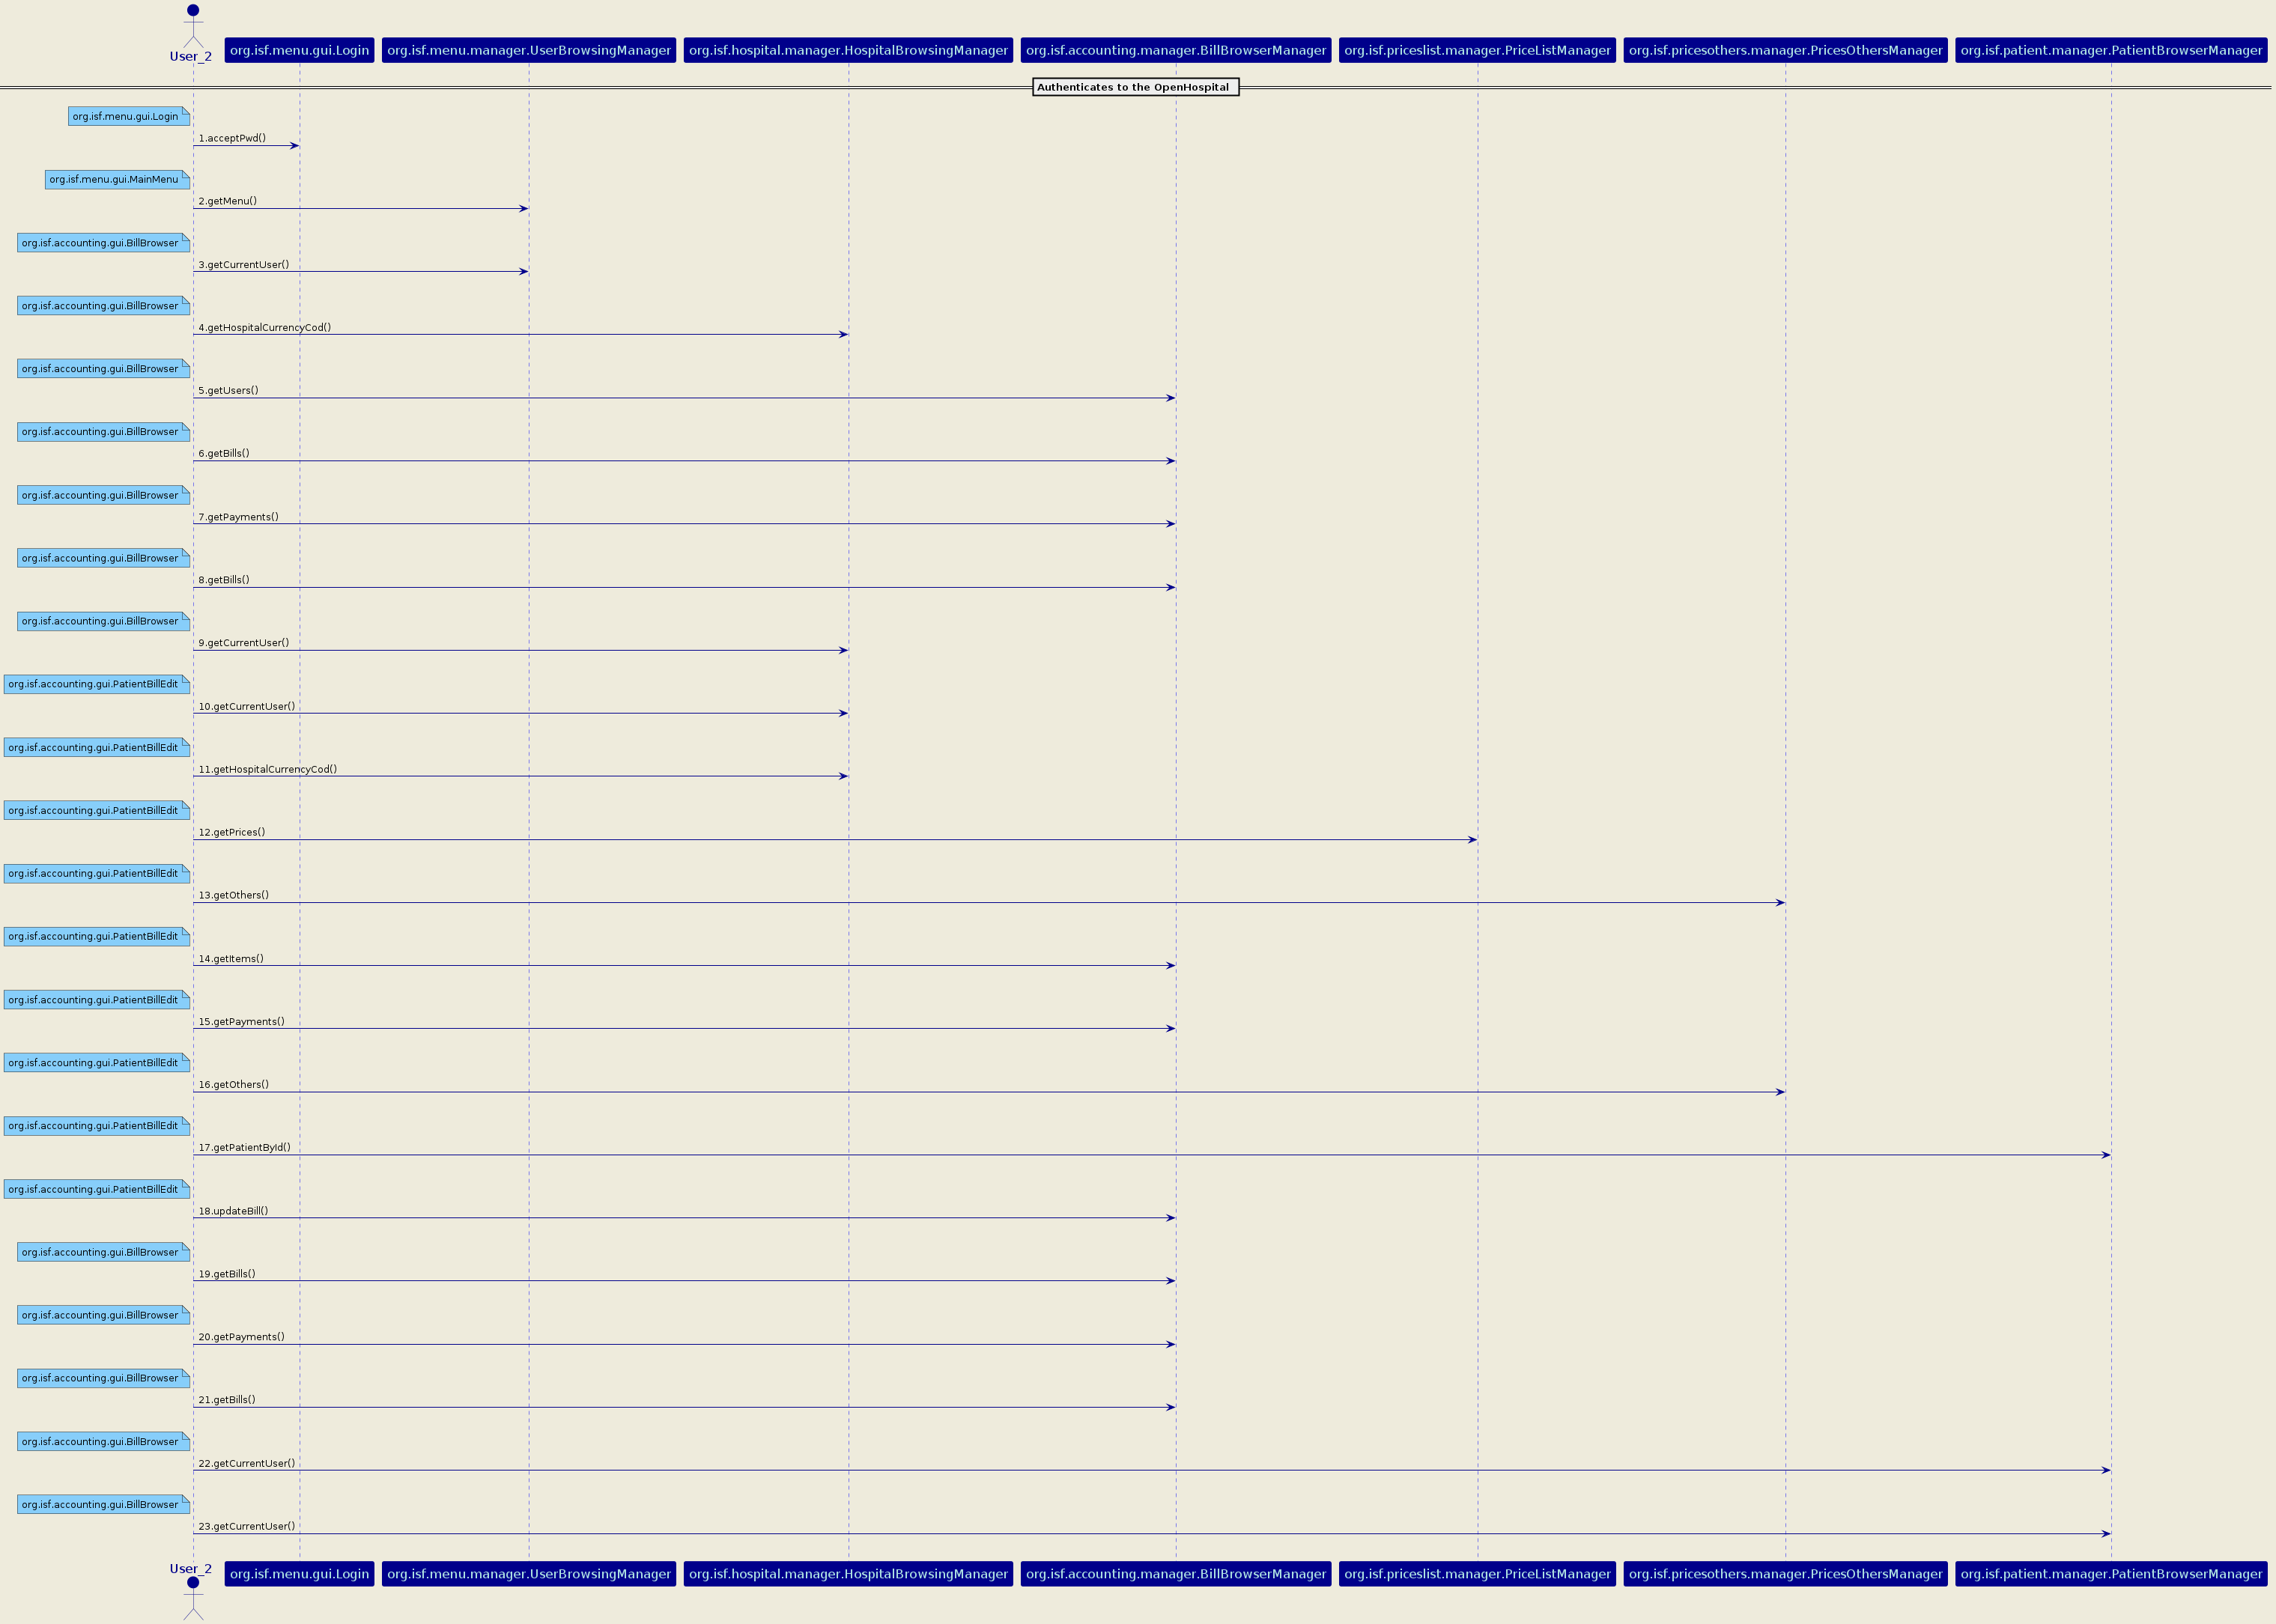 User_2
org.isf.menu.gui.Login
org.isf.menu.manager.UserBrowsingManager
org.isf.hospital.manager.HospitalBrowsingManager
org.isf.accounting.manager.BillBrowserManager
org.isf.priceslist.manager.PriceListManager
org.isf.pricesothers.manager.PricesOthersManager
org.isf.patient.manager.PatientBrowserManager
Authenticates to the OpenHospital
org.isf.menu.gui.Login
1.acceptPwd()
org.isf.menu.gui.MainMenu
2.getMenu()
org.isf.accounting.gui.BillBrowser
3.getCurrentUser()
org.isf.accounting.gui.BillBrowser
4.getHospitalCurrencyCod()
org.isf.accounting.gui.BillBrowser
5.getUsers()
org.isf.accounting.gui.BillBrowser
6.getBills()
org.isf.accounting.gui.BillBrowser
7.getPayments()
org.isf.accounting.gui.BillBrowser
8.getBills()
org.isf.accounting.gui.BillBrowser
9.getCurrentUser()
org.isf.accounting.gui.PatientBillEdit
10.getCurrentUser()
org.isf.accounting.gui.PatientBillEdit
11.getHospitalCurrencyCod()
org.isf.accounting.gui.PatientBillEdit
12.getPrices()
org.isf.accounting.gui.PatientBillEdit
13.getOthers()
org.isf.accounting.gui.PatientBillEdit
14.getItems()
org.isf.accounting.gui.PatientBillEdit
15.getPayments()
org.isf.accounting.gui.PatientBillEdit
16.getOthers()
org.isf.accounting.gui.PatientBillEdit
17.getPatientById()
org.isf.accounting.gui.PatientBillEdit
18.updateBill()
org.isf.accounting.gui.BillBrowser
19.getBills()
org.isf.accounting.gui.BillBrowser
20.getPayments()
org.isf.accounting.gui.BillBrowser
21.getBills()
org.isf.accounting.gui.BillBrowser
22.getCurrentUser()
org.isf.accounting.gui.BillBrowser
23.getCurrentUser()
User_2
org.isf.menu.gui.Login
org.isf.menu.manager.UserBrowsingManager
org.isf.hospital.manager.HospitalBrowsingManager
org.isf.accounting.manager.BillBrowserManager
org.isf.priceslist.manager.PriceListManager
org.isf.pricesothers.manager.PricesOthersManager
org.isf.patient.manager.PatientBrowserManager